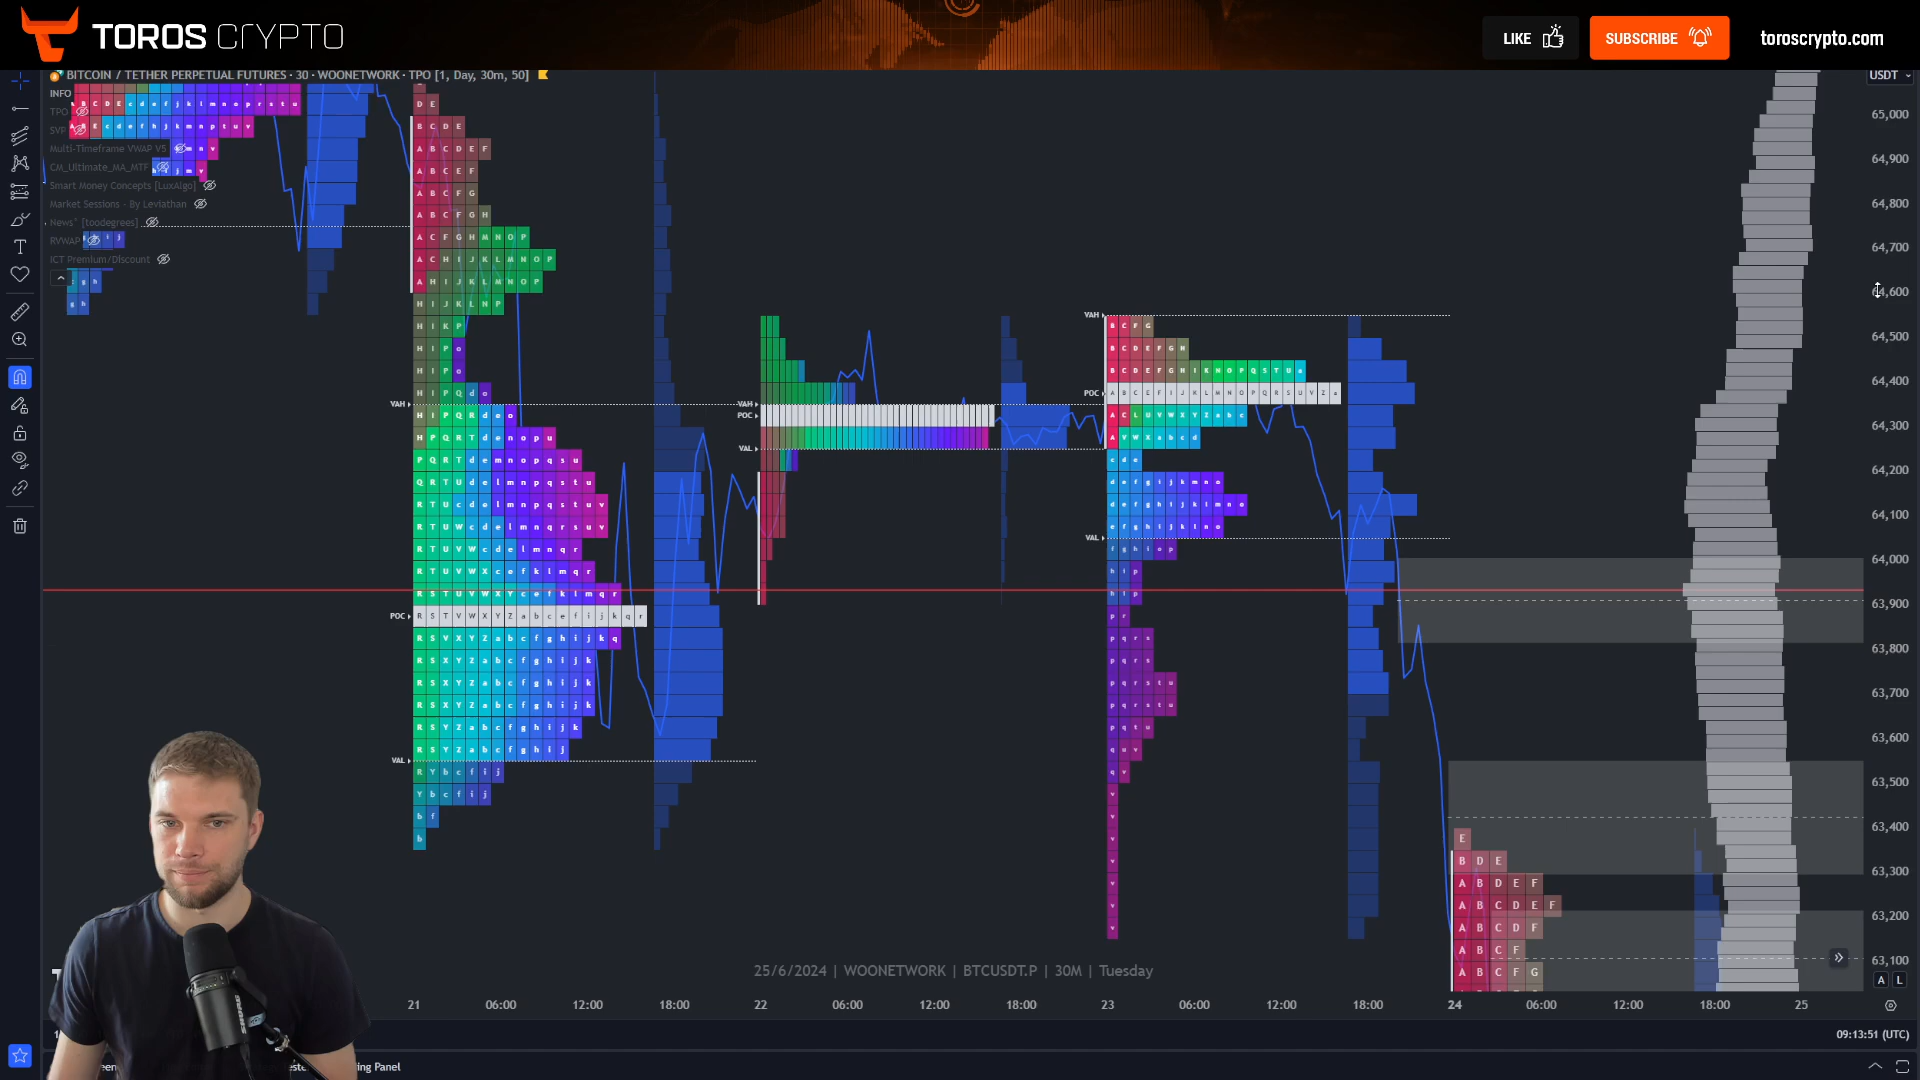 TOROS CRYPTO
LIKE
SUBSCRIBE
toroscrypto.com
BITCOIN / TETHER PERPETUAL FUTURES · 30 · WOONETWORK · TPO [1, Day, 30m, 50]
USDT
INFO
TPO
SVP
Multi-Timeframe VWAP V5
CM_Ultimate_MA_MTF
Smart Money Concepts [LuxAlgo]
Market Sessions - By Leviathan
News* [toodegrees]
RVWAP
ICT Premium/Discount
65,000
64,900
64,800
64,700
64,600
64,500
64,400
64,300
64,200
64,100
64,000
63,900
63,800
63,700
63,600
63,500
63,400
63,300
63,200
63,100
VAH
POC
VAL
VAH
POC
VAL
VAH
POC
VAL
D E
B C D E
A B C D E F
A B C E F
A B C F G
A B C F G H
A C F G H M N O P
A C H I J K L M N O P
A H I J K L M N O P
H I J K L N P
H I K P
H I P o
H I P o
H I P Q d o
H I P Q R d e o
H P Q R T d e n o p u
P Q R T d e m n o p q s u
Q R T U d e l m n p q s t u
R T U c d e l m n p q s t u v
R T U W c d e l m n q r s u v
R T U V W c d e l m n q r
R T U V W X c e f k l m q r
R S T U V W X Y c e f k l m q r
R S T V W X Y Z a b c e f i j j k q r
R S V X Y Z a b c f g h i j k q
R S X Y Z a b c f g h i j k
R S X Y Z a b c f g h i j k
R S X Y Z a b c f g h i j k
R S Y Z a b c f g h i j k
R S Y Z a b c f g h i j
R Y b c f i j
Y b c f i j
b f
b
B C F G
B C D E F G H
B C D E F G H I K M O P Q S T U a
A B C E F I J K L M N O P Q R S U V Z a
A C L U V W X Y Z a b c
A V W X a b c d
c d e
d e f g i j k m n o
d e f g h i j k l m n o
e f g h i j k l n o
f g h i o p
h i p
h i p
p r
p q r s
p q r s
p q r s t u
p q r s t u
p q t u
q u v
q v
v
v
v
v
v
v
v
E
B D E
A B D E F
A B C D E F
A B C D F
A B C F
A B C F G
25/6/2024 | WOONETWORK | BTCUSDT.P | 30M | Tuesday
A L
21 06:00 12:00 18:00 22 06:00 12:00 18:00 23 06:00 12:00 18:00 24 06:00 12:00 18:00 25
09:13:51 (UTC)